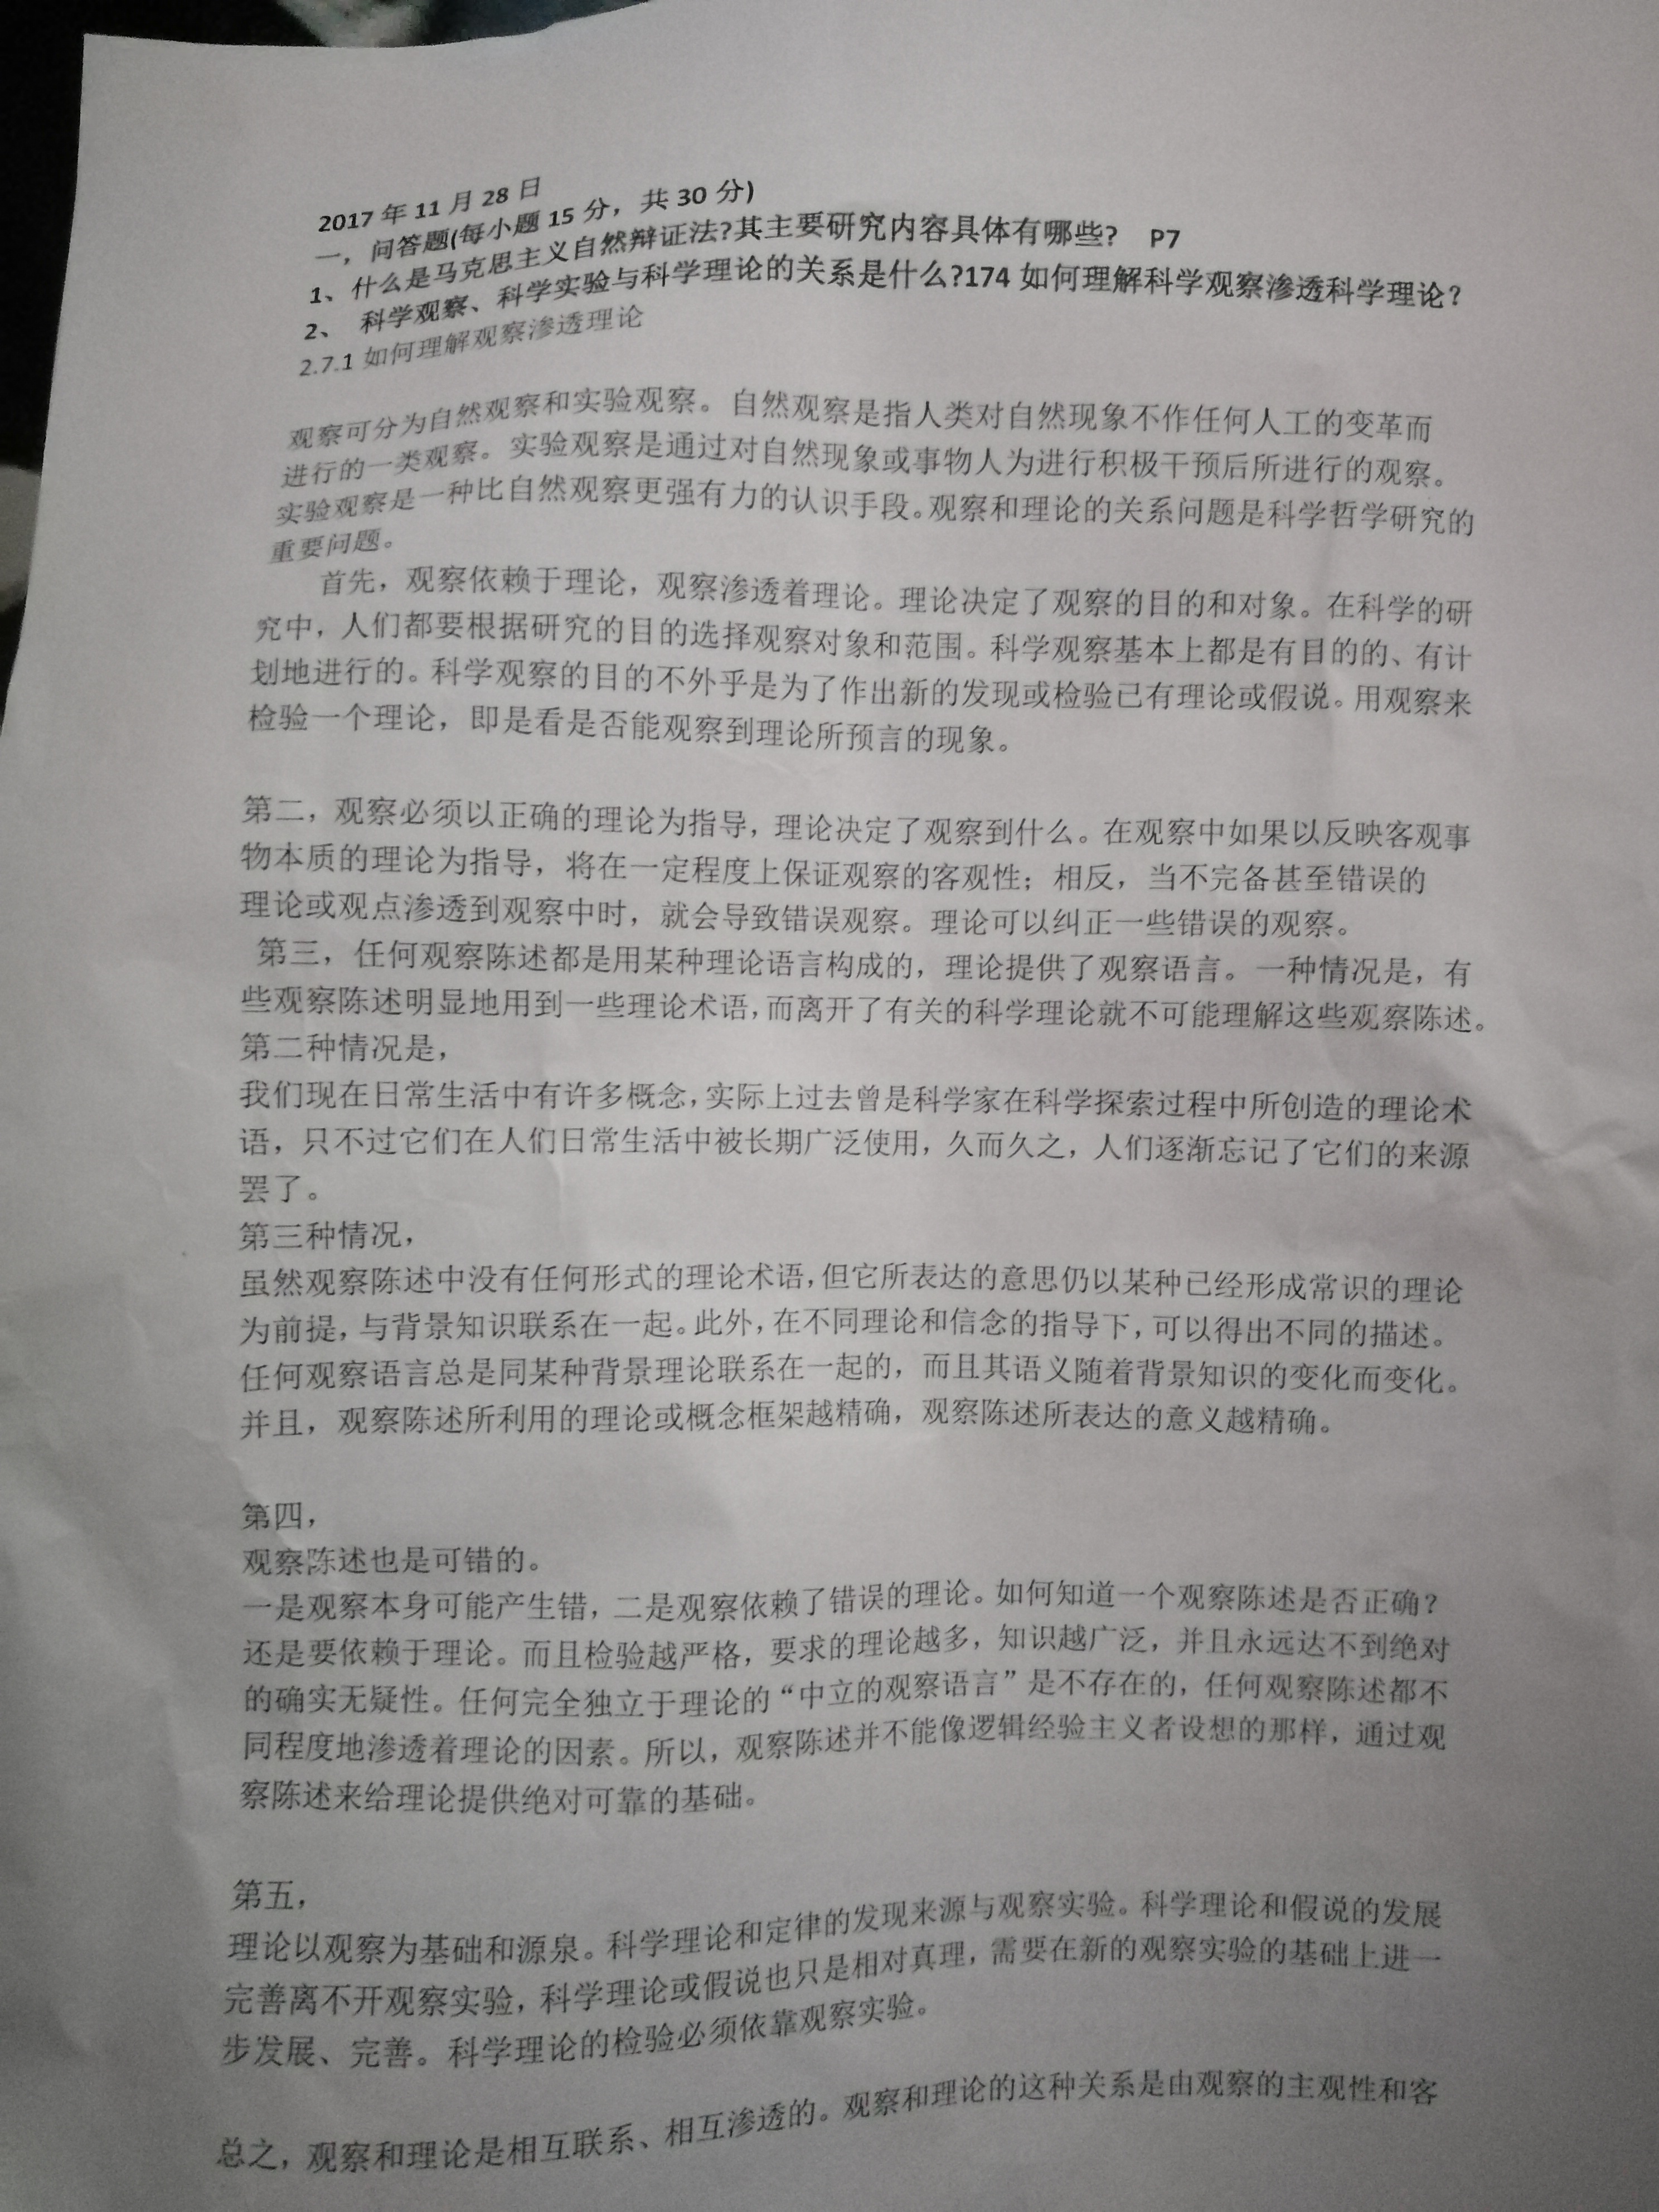 2017 年 11 月 28 日
一，问答题(每小题 15 分，共 30 分)
1、 什么是马克思主义自然辩证法?其主要研究内容具体有哪些? P7
2、 科学观察、科学实验与科学理论的关系是什么?174 如何理解科学观察渗透科学理论？
2.7.1 如何理解观察渗透理论
观察可分为自然观察和实验观察。自然观察是指人类对自然现象不作任何人工的变革而
进行的一类观察。实验观察是通过对自然现象或事物人为进行积极干预后所进行的观察。
实验观察是一种比自然观察更强有力的认识手段。观察和理论的关系问题是科学哲学研究的
重要问题。
首先，观察依赖于理论，观察渗透着理论。理论决定了观察的目的和对象。在科学的研
究中，人们都要根据研究的目的选择观察对象和范围。科学观察基本上都是有目的的、有计
划地进行的。科学观察的目的不外乎是为了作出新的发现或检验已有理论或假说。用观察来
检验一个理论，即是看是否能观察到理论所预言的现象。
第二，观察必须以正确的理论为指导，理论决定了观察到什么。在观察中如果以反映客观事
物本质的理论为指导，将在一定程度上保证观察的客观性；相反，当不完备甚至错误的
理论或观点渗透到观察中时，就会导致错误观察。理论可以纠正一些错误的观察。
第三，任何观察陈述都是用某种理论语言构成的，理论提供了观察语言。一种情况是，有
些观察陈述明显地用到一些理论术语，而离开了有关的科学理论就不可能理解这些观察陈述。
第二种情况是，
我们现在日常生活中有许多概念，实际上过去曾是科学家在科学探索过程中所创造的理论术
语，只不过它们在人们日常生活中被长期广泛使用，久而久之，人们逐渐忘记了它们的来源
罢了。
第三种情况，
虽然观察陈述中没有任何形式的理论术语，但它所表达的意思仍以某种已经形成常识的理论
为前提，与背景知识联系在一起。此外，在不同理论和信念的指导下，可以得出不同的描述。
任何观察语言总是同某种背景理论联系在一起的，而且其语义随着背景知识的变化而变化。
并且，观察陈述所利用的理论或概念框架越精确，观察陈述所表达的意义越精确。
第四，
观察陈述也是可错的。
一是观察本身可能产生错，二是观察依赖了错误的理论。如何知道一个观察陈述是否正确？
还是要依赖于理论。而且检验越严格，要求的理论越多，知识越广泛，并且永远达不到绝对
的确实无疑性。任何完全独立于理论的“中立的观察语言”是不存在的，任何观察陈述都不
同程度地渗透着理论的因素。所以，观察陈述并不能像逻辑经验主义者设想的那样，通过观
察陈述来给理论提供绝对可靠的基础。
第五，
理论以观察为基础和源泉。科学理论和定律的发现来源与观察实验。科学理论和假说的发展
完善离不开观察实验，科学理论或假说也只是相对真理，需要在新的观察实验的基础上进一
步发展、完善。科学理论的检验必须依靠观察实验。
总之，观察和理论是相互联系、相互渗透的。观察和理论的这种关系是由观察的主观性和客